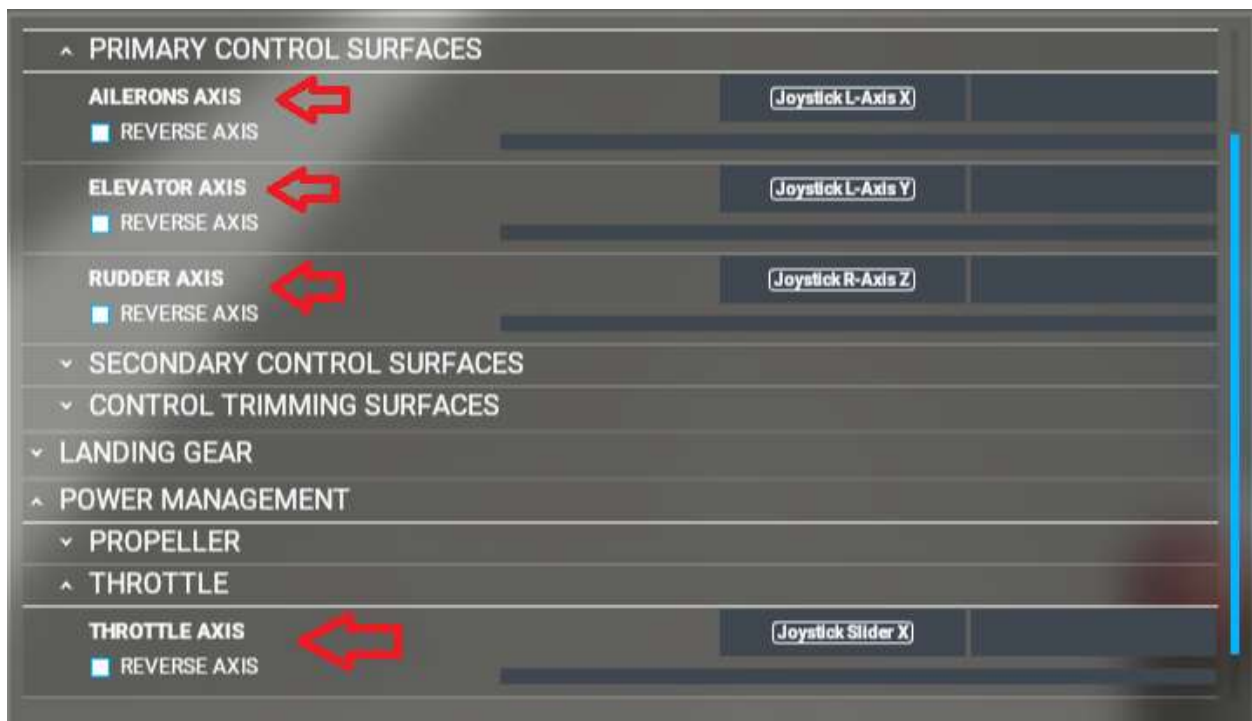 PRIMARY CONTROL SURFACES
AILERONS AXIS
Joystick L-Axis X
REVERSE AXIS
ELEVATOR AXIS
Joystick L-Axis Y
REVERSE AXIS
RUDDER AXIS
Joystick R-Axis Z
REVERSE AXIS
SECONDARY CONTROL SURFACES
CONTROL TRIMMING SURFACES
LANDING GEAR
POWER MANAGEMENT
PROPELLER
THROTTLE
THROTTLE AXIS
Joystick Slider X
REVERSE AXIS